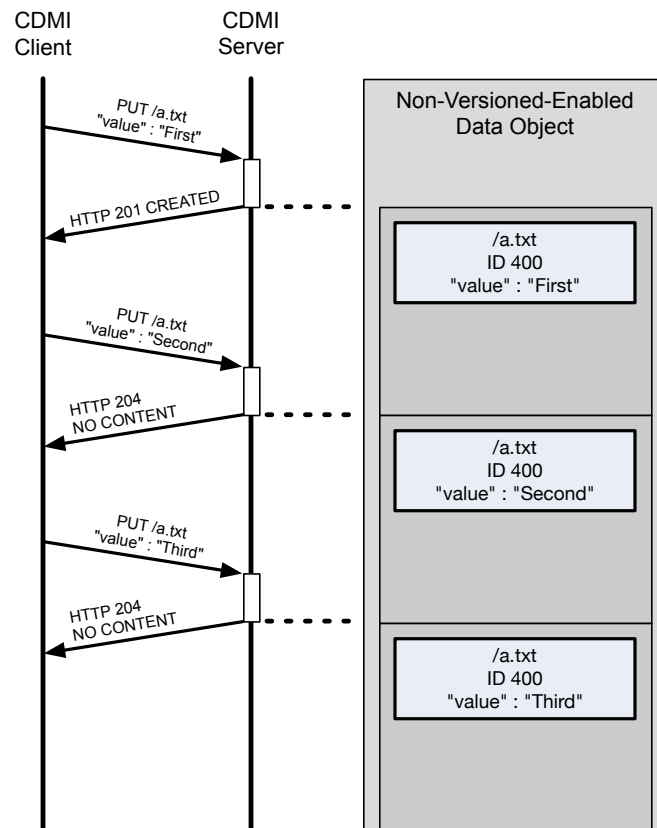 CDMI
Client
CDMI
Server
Non-Versioned-Enabled
Data Object
PUT /a.txt
"value" : "First"
HTTP 201 CREATED
/a.txt
ID 400
"value" : "First"
PUT /a.txt
"value" : "Second"
HTTP 204
NO CONTENT
/a.txt
ID 400
"value" : "Second"
PUT /a.txt
"value" : "Third"
HTTP 204
NO CONTENT
/a.txt
ID 400
"value" : "Third"